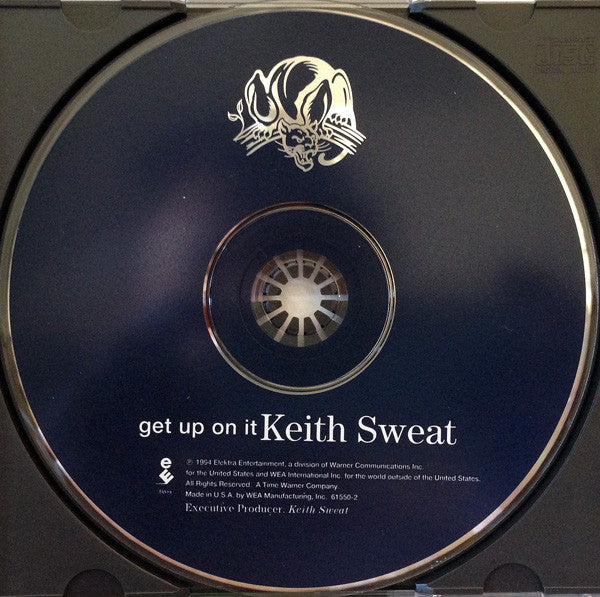 get up on it Keith Sweat
℗ 1994 Elektra Entertainment, a division of Warner Communications Inc.
for the United States and WEA International Inc. for the world outside of the United States.
All Rights Reserved. A Time Warner Company.
Made in U.S.A. by WEA Manufacturing, Inc. 61550-2
Executive Producer: Keith Sweat